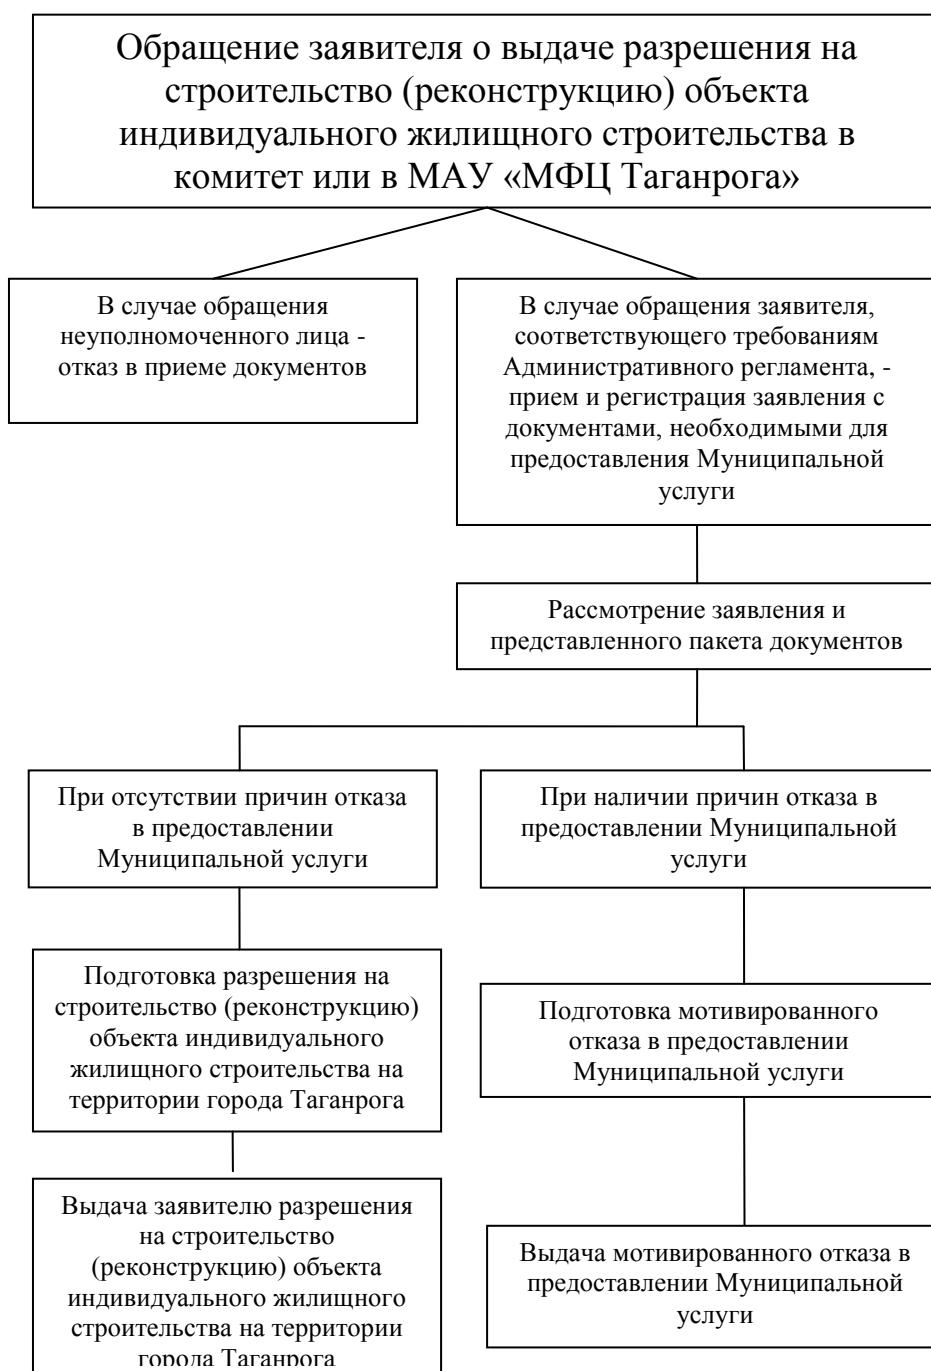 Обращение заявителя о выдаче разрешения на
строительство (реконструкцию) объекта
индивидуального жилищного строительства в
комитет или в МАУ «МФЦ Таганрога»
В случае обращения
неуполномоченного лица -
отказ в приеме документов
В случае обращения заявителя,
соответствующего требованиям
Административного регламента, -
прием и регистрация заявления с
документами, необходимыми для
предоставления Муниципальной
услуги
Рассмотрение заявления и
представленного пакета документов
При отсутствии причин отказа
в предоставлении
Муниципальной услуги
При наличии причин отказа в
предоставлении Муниципальной
услуги
Подготовка разрешения на
строительство (реконструкцию)
объекта индивидуального
жилищного строительства на
территории города Таганрога
Подготовка мотивированного
отказа в предоставлении
Муниципальной услуги
Выдача заявителю разрешения
на строительство
(реконструкцию) объекта
индивидуального жилищного
строительства на территории
города Таганрога
Выдача мотивированного отказа в
предоставлении Муниципальной
услуги